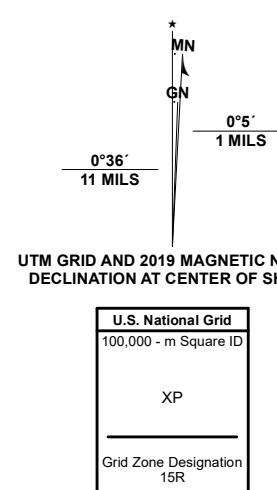 ★
MN
GN
0°5´
1 MILS
0°36´
11 MILS
UTM GRID AND 2019 MAGNETIC N
DECLINATION AT CENTER OF SH
U.S. National Grid
100,000 - m Square ID
XP
Grid Zone Designation
15R